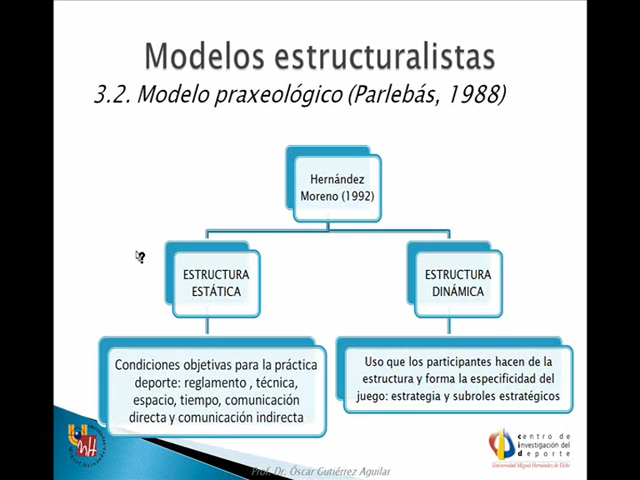 Modelos estructuralistas
3.2. Modelo praxeológico (Parlebás, 1988)
Hernández
Moreno (1992)
ESTRUCTURA
ESTÁTICA
ESTRUCTURA
DINÁMICA
Condiciones objetivas para la práctica
deporte: reglamento , técnica,
espacio, tiempo, comunicación
directa y comunicación indirecta
Uso que los participantes hacen de la
estructura y forma la especificidad del
juego: estrategia y subroles estratégicos
centro de
investigación del
deporte
Universidad Miguel Hernández de Elche
Prof. Dr. Óscar Gutiérrez Aguilar